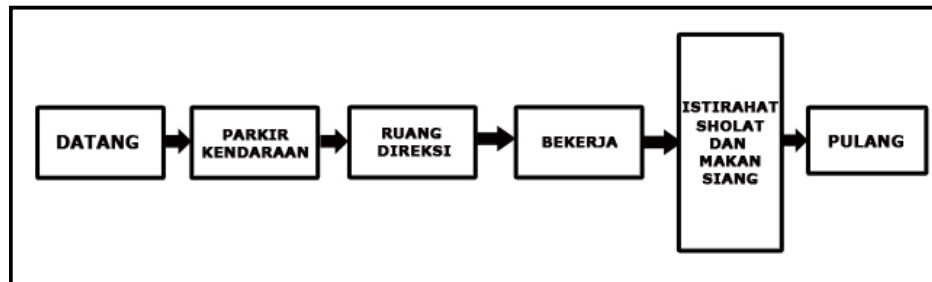 DATANG
PARKIR
KENDARAAN
RUANG
DIREKSI
BEKERJA
ISTIRAHAT
SHOLAT
DAN
MAKAN
SIANG
PULANG